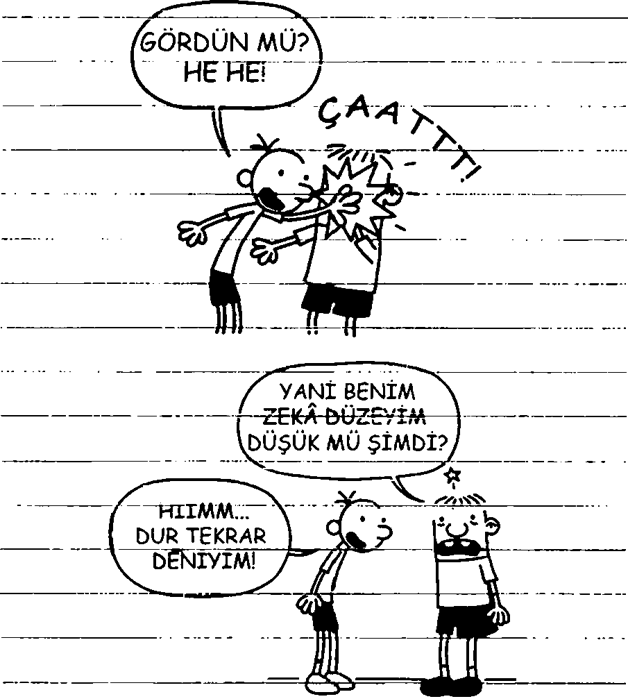 GÖRDÜN MÜ?
HE HE!
ÇAATTT!
YANİ BENİM
ZEKÂ DÜZEYİM
DÜŞÜK MÜ ŞİMDİ?
HIIMM...
DUR TEKRAR
DENİYİM!